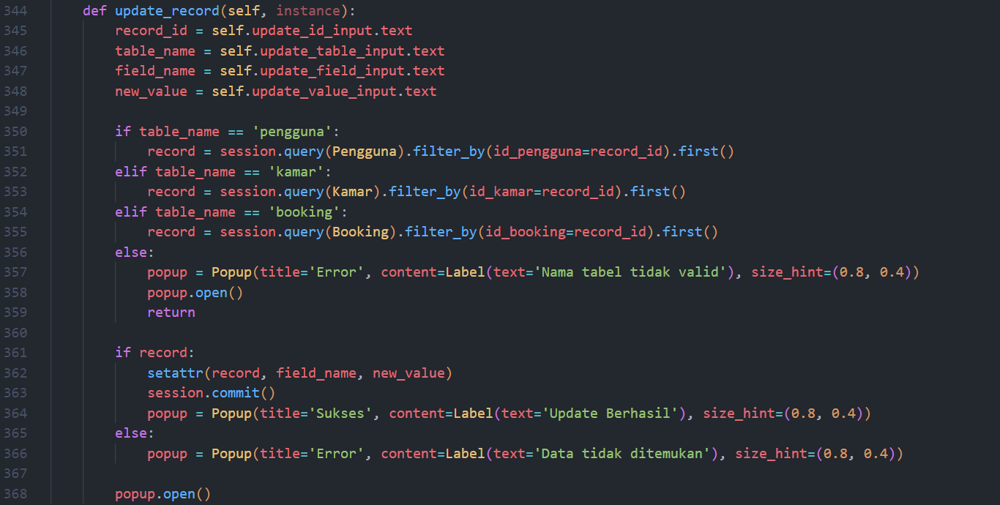 344 def update_record(self, instance):
345 record_id = self.update_id_input.text
346 table_name = self.update_table_input.text
347 field_name = self.update_field_input.text
348 new_value = self.update_value_input.text
349
350 if table_name == 'pengguna':
351 record = session.query(Pengguna).filter_by(id_pengguna=record_id).first()
352 elif table_name == 'kamar':
353 record = session.query(Kamar).filter_by(id_kamar=record_id).first()
354 elif table_name == 'booking':
355 record = session.query(Booking).filter_by(id_booking=record_id).first()
356 else:
357 popup = Popup(title='Error', content=Label(text='Nama tabel tidak valid'), size_hint=(0.8, 0.4))
358 popup.open()
359 return
360
361 if record:
362 setattr(record, field_name, new_value)
363 session.commit()
364 popup = Popup(title='Sukses', content=Label(text='Update Berhasil'), size_hint=(0.8, 0.4))
365 else:
366 popup = Popup(title='Error', content=Label(text='Data tidak ditemukan'), size_hint=(0.8, 0.4))
367
368 popup.open()